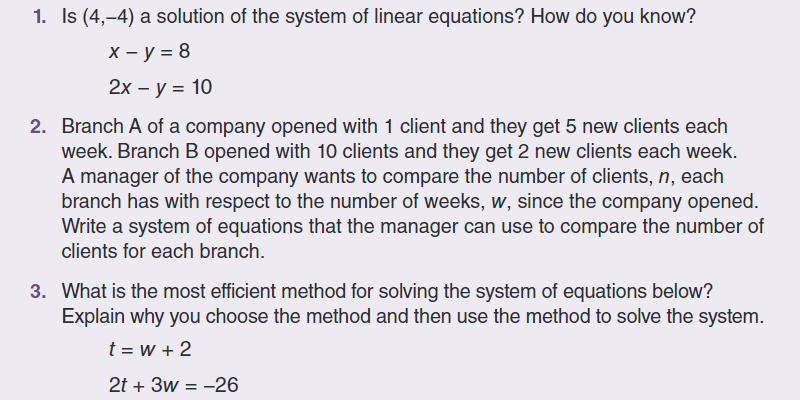 1. Is (4,–4) a solution of the system of linear equations? How do you know?
x – y = 8
2x – y = 10
2. Branch A of a company opened with 1 client and they get 5 new clients each
week. Branch B opened with 10 clients and they get 2 new clients each week.
A manager of the company wants to compare the number of clients, n, each
branch has with respect to the number of weeks, w, since the company opened.
Write a system of equations that the manager can use to compare the number of
clients for each branch.
3. What is the most efficient method for solving the system of equations below?
Explain why you choose the method and then use the method to solve the system.
t = w + 2
2t + 3w = –26